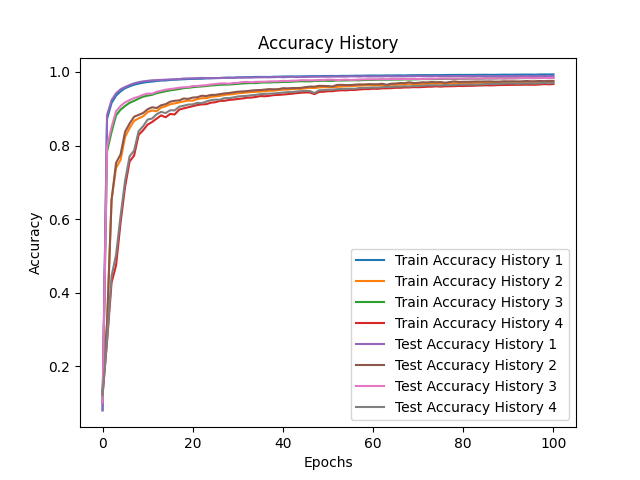 Accuracy History
1.0
0.8
0.6
0.4
0.2
Accuracy
Train Accuracy History 1
Train Accuracy History 2
Train Accuracy History 3
Train Accuracy History 4
Test Accuracy History 1
Test Accuracy History 2
Test Accuracy History 3
Test Accuracy History 4
0 20 40 60 80 100
Epochs